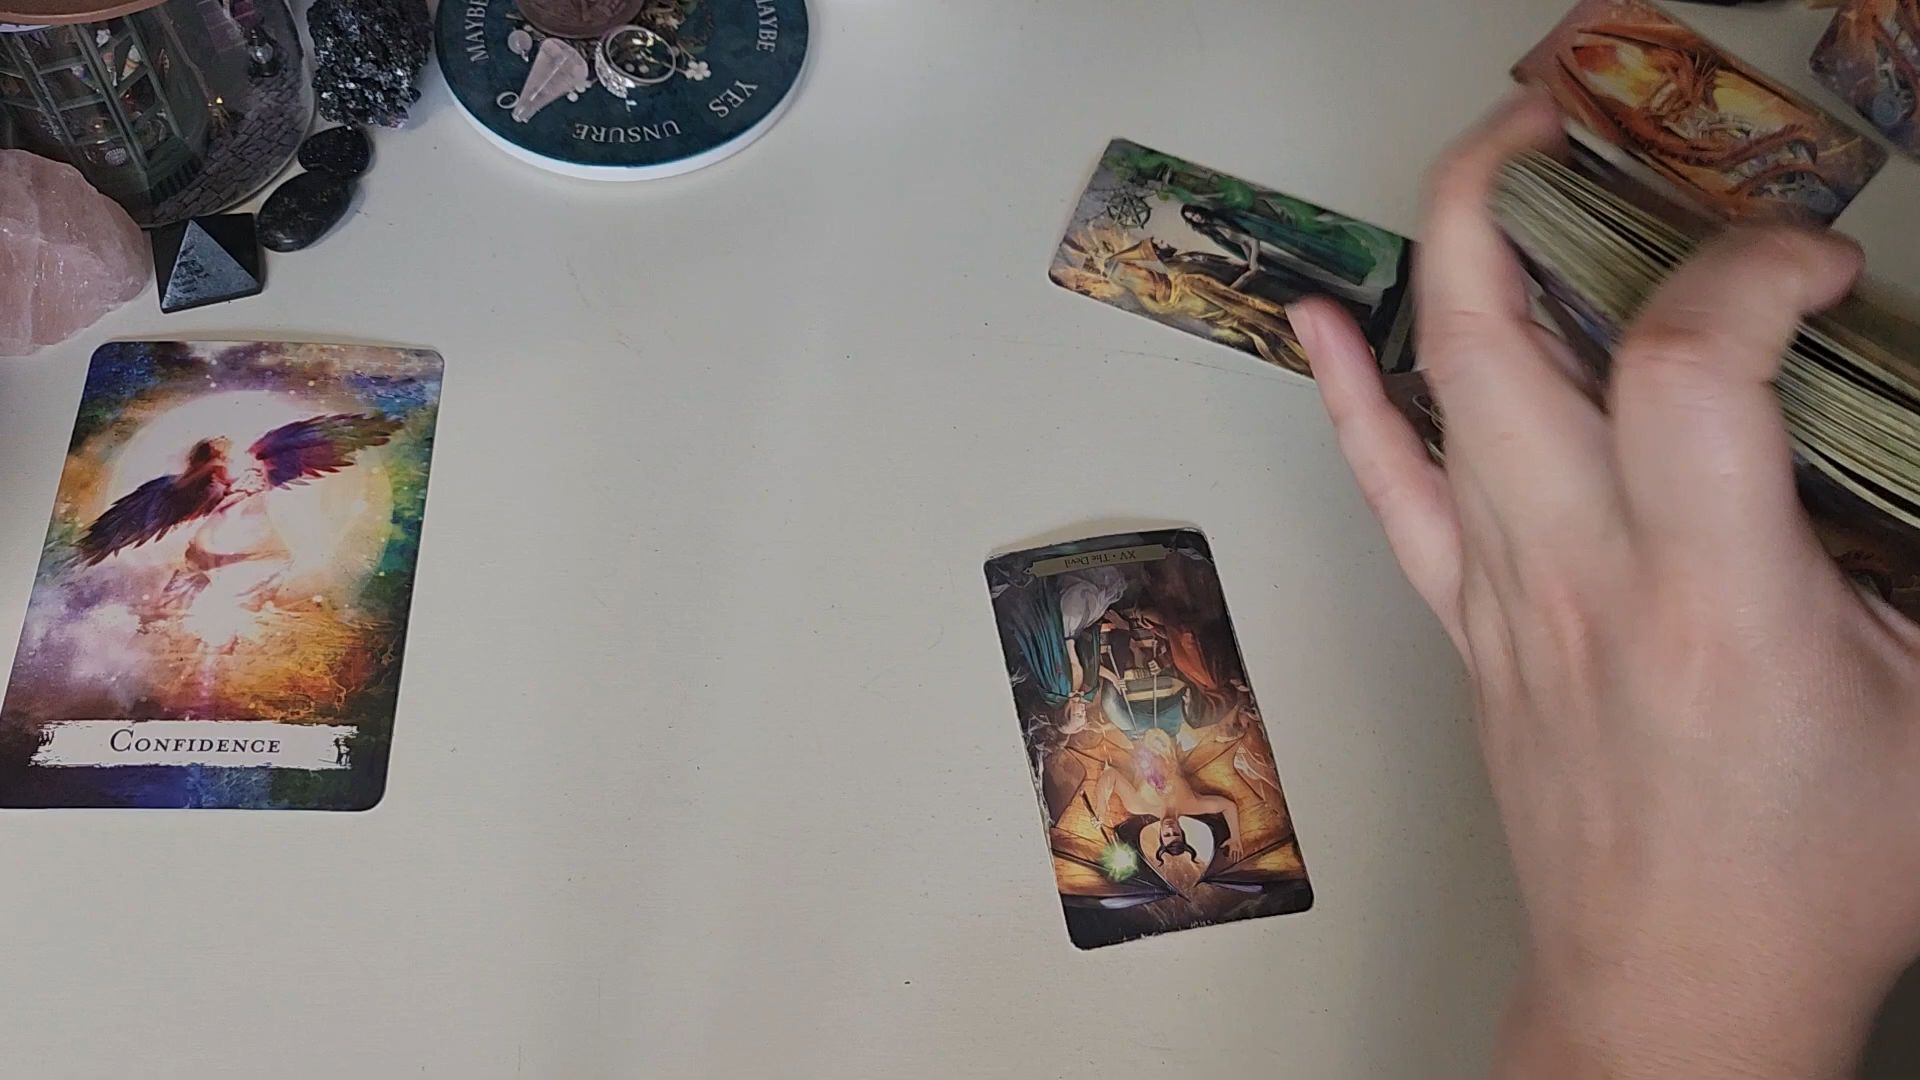 MAYBE
MAYBE
YES
UNSURE
XV • The Devil
CONFIDENCE